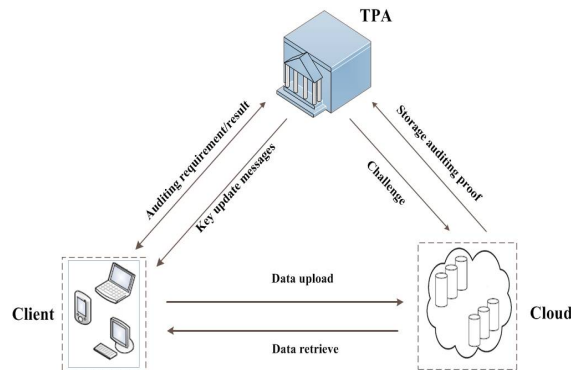 TPA
Auditing requirement/result
Key update messages
Challenge
Storage auditing proof
Client
Data upload
Cloud
Data retrieve